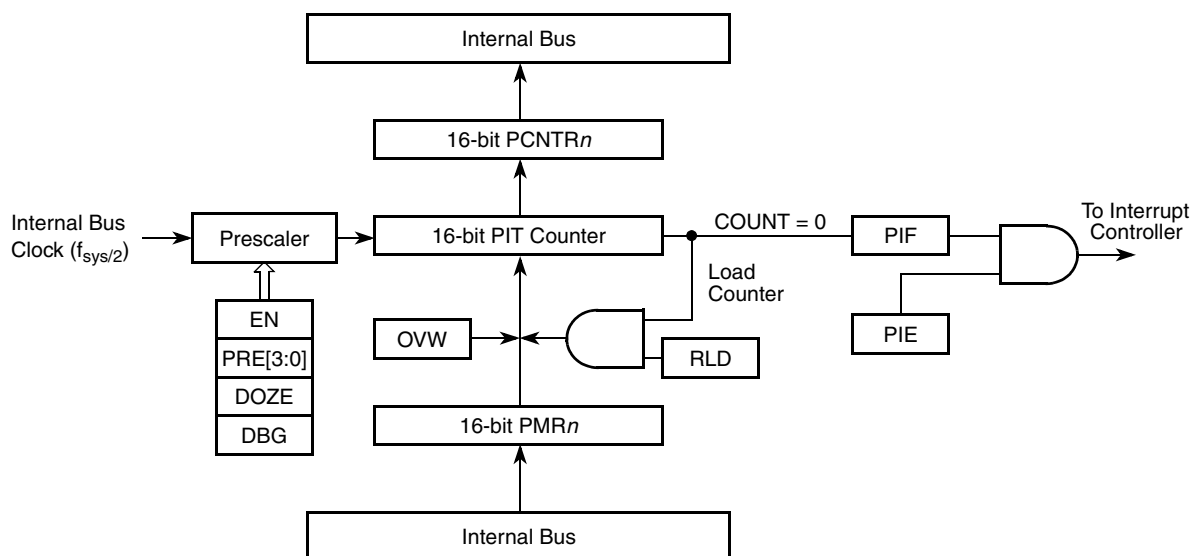 Internal Bus
16-bit PCNTRn
Internal Bus
Clock (fsys/2)
Prescaler
16-bit PIT Counter
COUNT = 0
PIF
To Interrupt
Controller
Load
Counter
EN
PRE[3:0]
DOZE
DBG
OVW
RLD
PIE
16-bit PMRn
Internal Bus